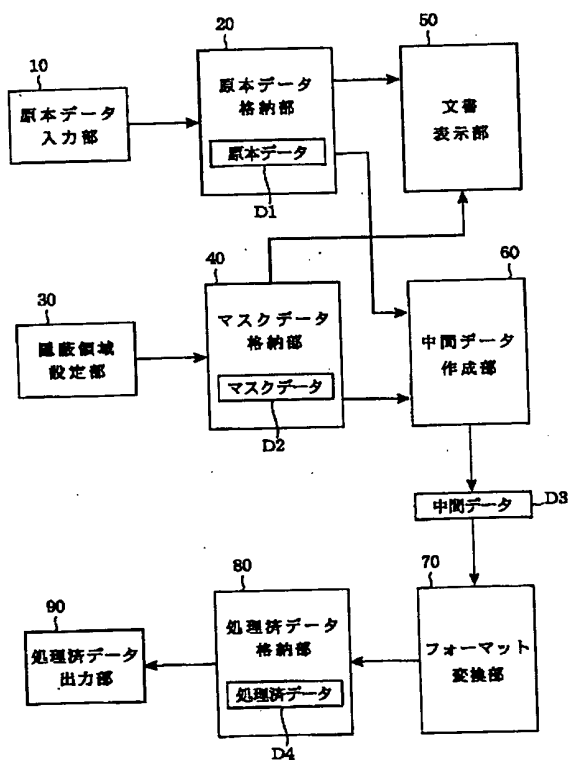 10
原本データ
入力部
20
原本データ
格納部
原本データ
D1
50
文書
表示部
30
隠蔽領域
設定部
40
マスクデータ
格納部
マスクデータ
D2
60
中間データ
作成部
中間データ
D3
70
フォーマット
変換部
80
処理済データ
格納部
処理済データ
D4
90
処理済データ
出力部